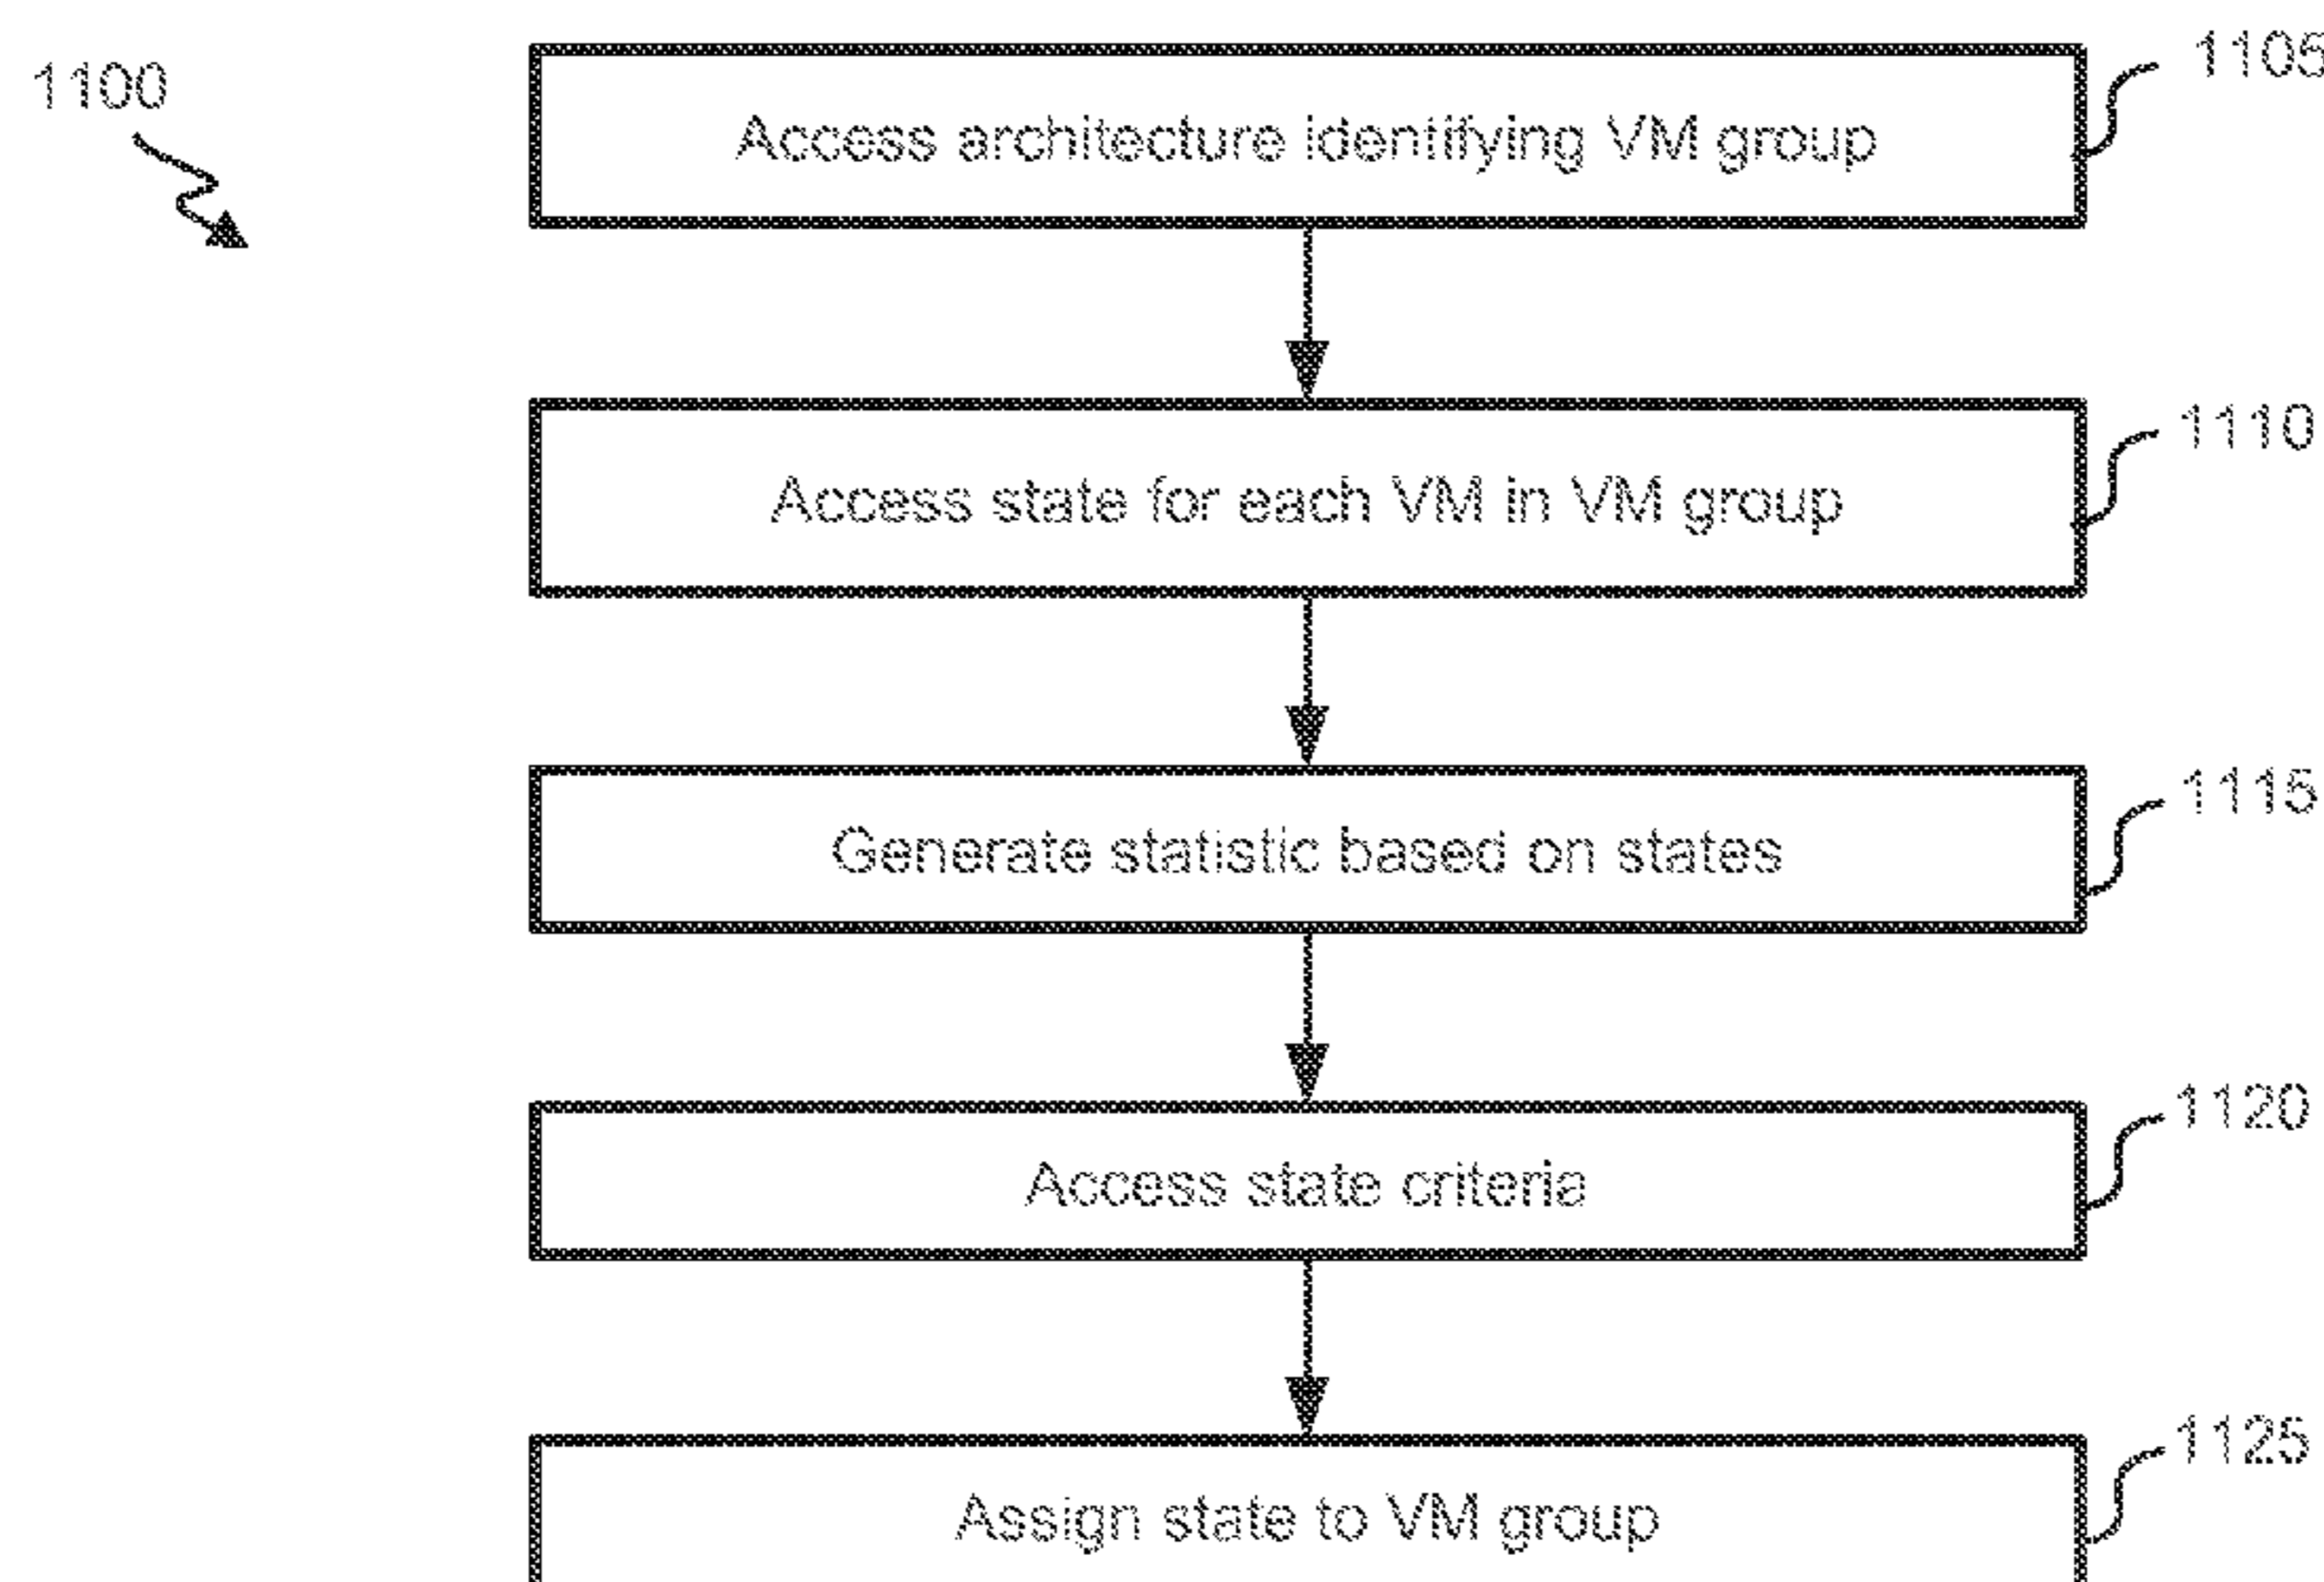 1100
1105
Access architecture identifying VM group
1110
Access state for each VM in VM group
1115
Generate statistic based on states
1120
Access state criteria
1125
Assign state to VM group